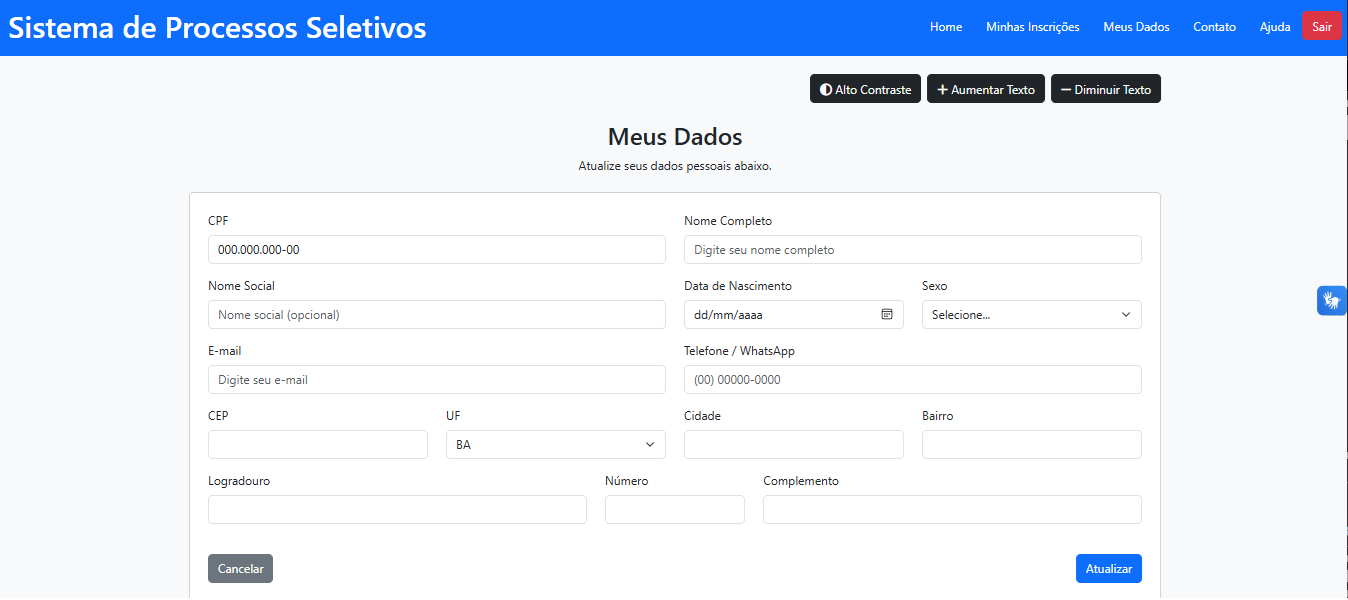 Sistema de Processos Seletivos
Home Minhas Inscrições Meus Dados Contato Ajuda Sair
Alto Contraste Aumentar Texto Diminuir Texto
Meus Dados
Atualize seus dados pessoais abaixo.
CPF Nome Completo
000.000.000-00 Digite seu nome completo
Nome Social Data de Nascimento Sexo
Nome social (opcional) dd/mm/aaaa Selecione...
E-mail Telefone / WhatsApp
Digite seu e-mail (00) 00000-0000
CEP UF Cidade Bairro
BA
Logradouro Número Complemento
Cancelar Atualizar